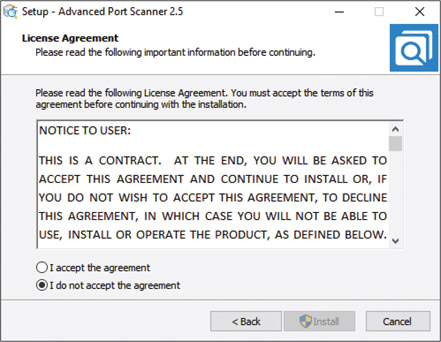 Setup - Advanced Port Scanner 2.5
License Agreement
Please read the following important information before continuing.
Please read the following License Agreement. You must accept the terms of this
agreement before continuing with the installation.
NOTICE TO USER:
THIS IS A CONTRACT. AT THE END, YOU WILL BE ASKED TO
ACCEPT THIS AGREEMENT AND CONTINUE TO INSTALL OR, IF
YOU DO NOT WISH TO ACCEPT THIS AGREEMENT, TO DECLINE
THIS AGREEMENT, IN WHICH CASE YOU WILL NOT BE ABLE TO
USE, INSTALL OR OPERATE THE PRODUCT, AS DEFINED BELOW.
I accept the agreement
I do not accept the agreement
< Back
Install
Cancel